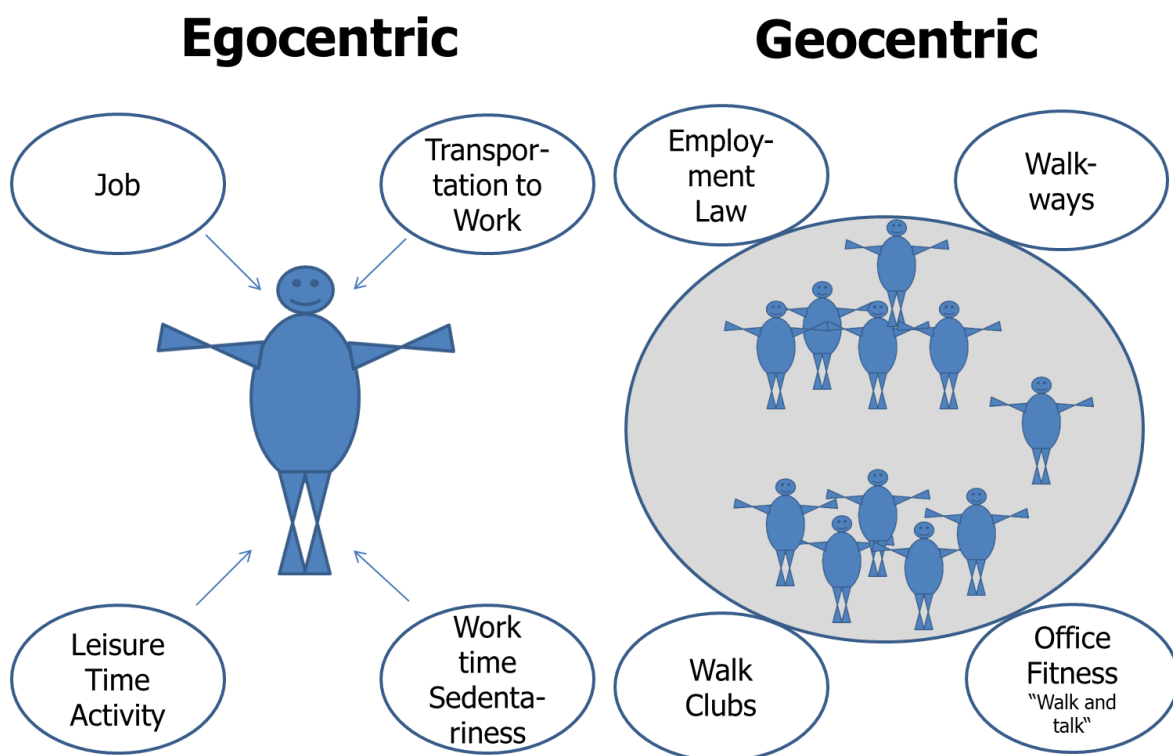 Egocentric
Geocentric
Job
Transpor-
tation to
Work
Employ-
ment
Law
Walk-
ways
Leisure
Time
Activity
Work
time
Sedenta-
riness
Walk
Clubs
Office
Fitness
"Walk and
talk“